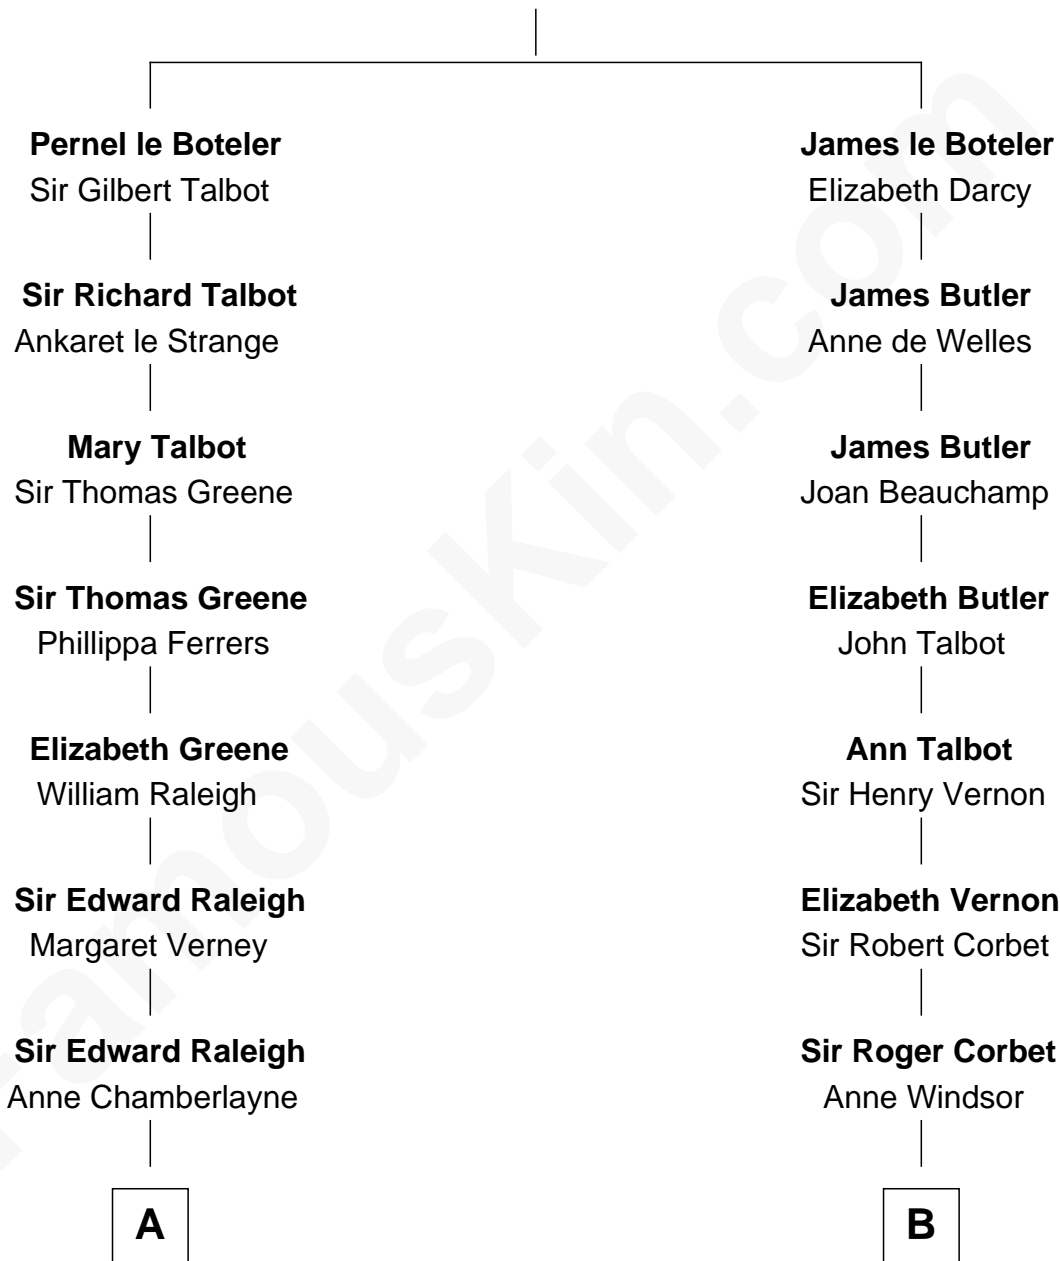 Pernel le Boteler
Sir Gilbert Talbot
Sir Richard Talbot
Ankaret le Strange
Mary Talbot
Sir Thomas Greene
Sir Thomas Greene
Phillippa Ferrers
Elizabeth Greene
William Raleigh
Sir Edward Raleigh
Margaret Verney
Sir Edward Raleigh
Anne Chamberlayne
A
James le Boteler
Elizabeth Darcy
James Butler
Anne de Welles
James Butler
Joan Beauchamp
Elizabeth Butler
John Talbot
Ann Talbot
Sir Henry Vernon
Elizabeth Vernon
Sir Robert Corbet
Sir Roger Corbet
Anne Windsor
B
FamousKin.com